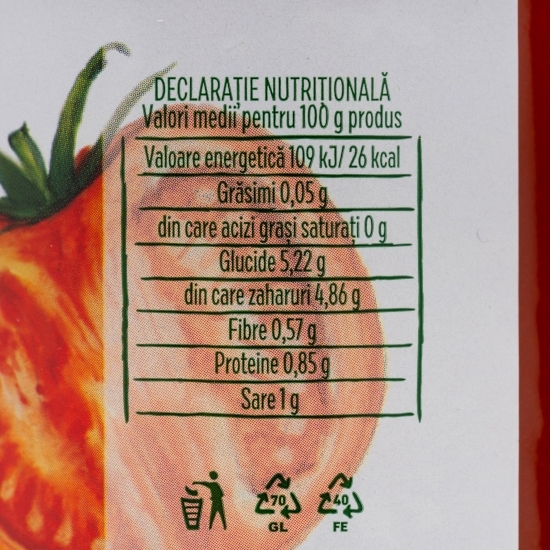 DECLARAȚIE NUTRIȚIONALĂ
Valori medii pentru 100 g produs
Valoare energetică 109 kJ/ 26 kcal
Grăsimi 0,05 g
din care acizi grași saturați 0 g
Glucide 5,22 g
din care zaharuri 4,86 g
Fibre 0,57 g
Proteine 0,85 g
Sare 1 g
70 40
GL FE